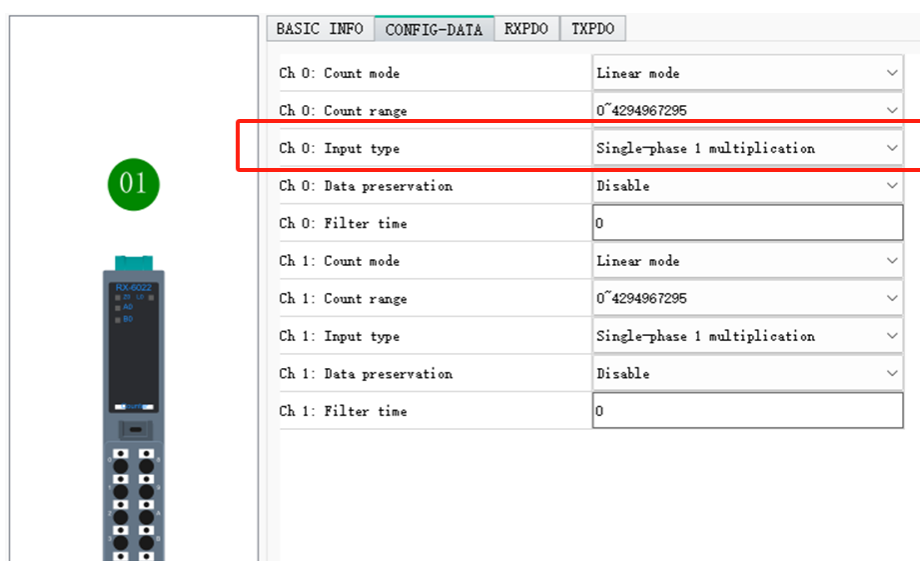 BASIC INFO CONFIG-DATA RXPDO TXPDO
Ch 0: Count mode Linear mode
Ch 0: Count range 0~4294967295
Ch 0: Input type Single-phase 1 multiplication
Ch 0: Data preservation Disable
Ch 0: Filter time 0
Ch 1: Count mode Linear mode
Ch 1: Count range 0~4294967295
Ch 1: Input type Single-phase 1 multiplication
Ch 1: Data preservation Disable
Ch 1: Filter time 0
01
RX-6022
A0
B0